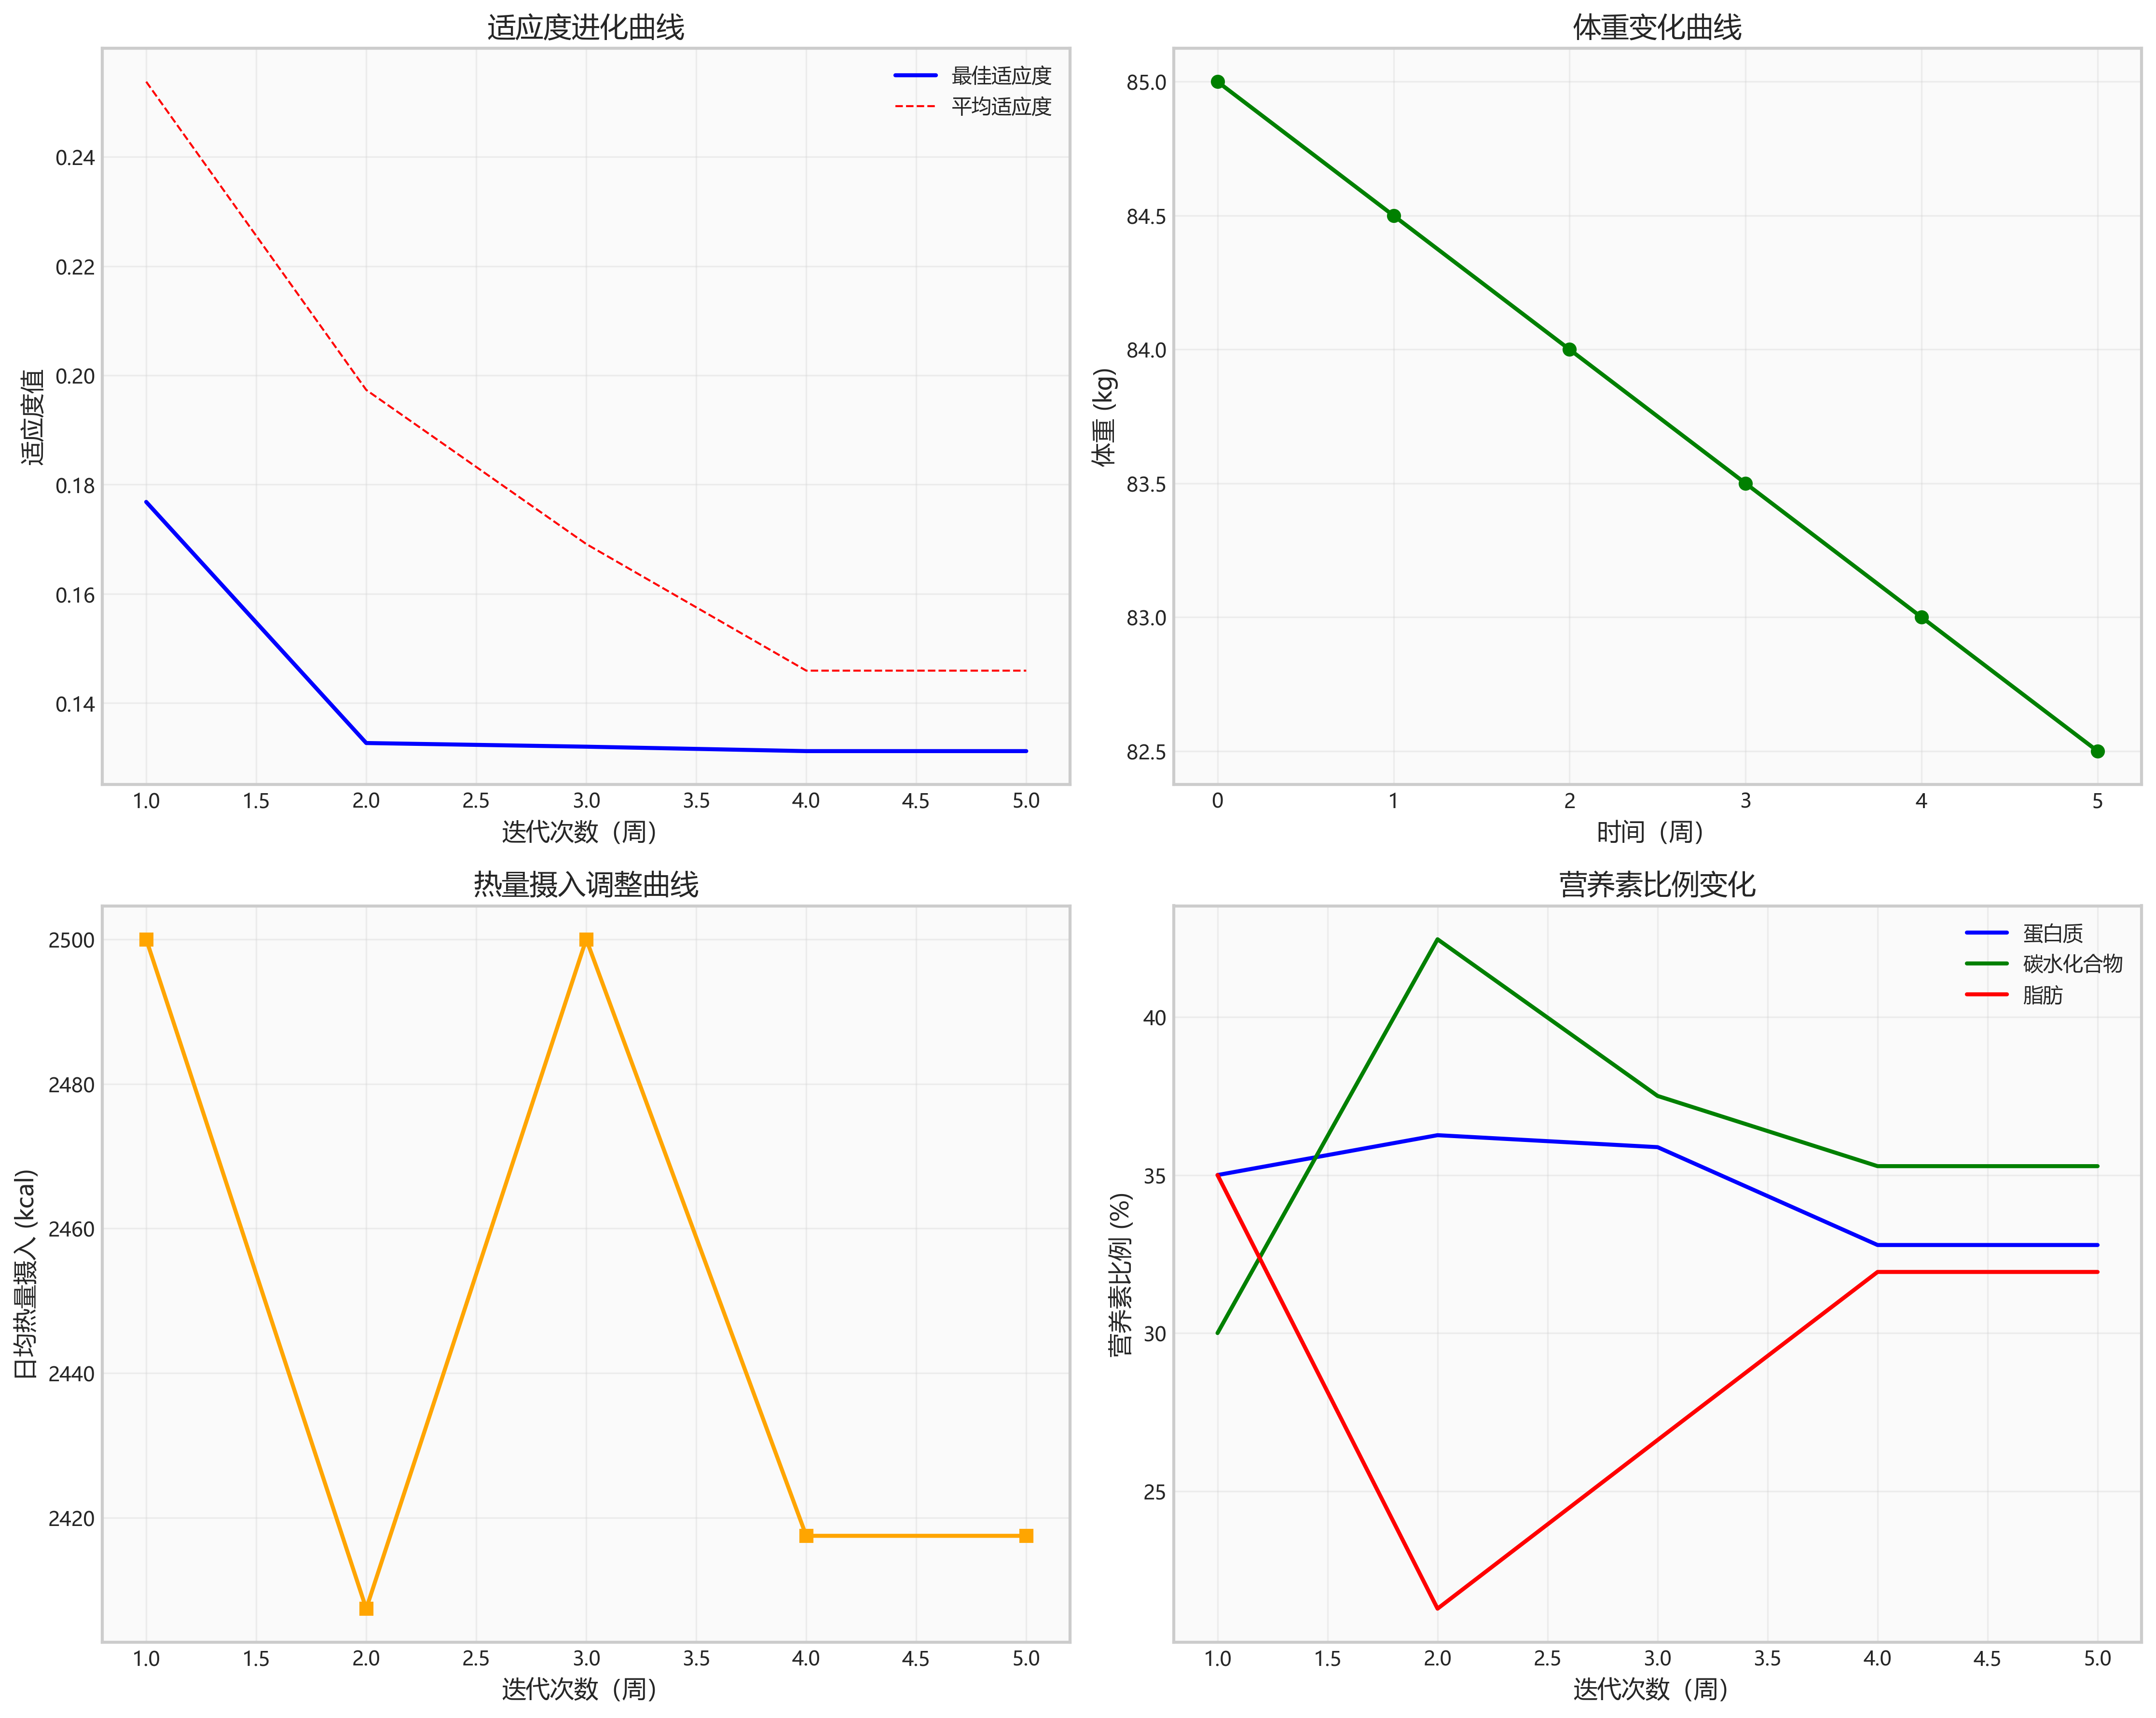 适应度进化曲线
最佳适应度
平均适应度
适应度值
0.24
0.22
0.20
0.18
0.16
0.14
1.0 1.5 2.0 2.5 3.0 3.5 4.0 4.5 5.0
迭代次数（周）
体重变化曲线
体重 (kg)
85.0
84.5
84.0
83.5
83.0
82.5
0 1 2 3 4 5
时间（周）
热量摄入调整曲线
日均热量摄入 (kcal)
2500
2480
2460
2440
2420
1.0 1.5 2.0 2.5 3.0 3.5 4.0 4.5 5.0
迭代次数（周）
营养素比例变化
蛋白质
碳水化合物
脂肪
营养素比例 (%)
40
35
30
25
1.0 1.5 2.0 2.5 3.0 3.5 4.0 4.5 5.0
迭代次数（周）